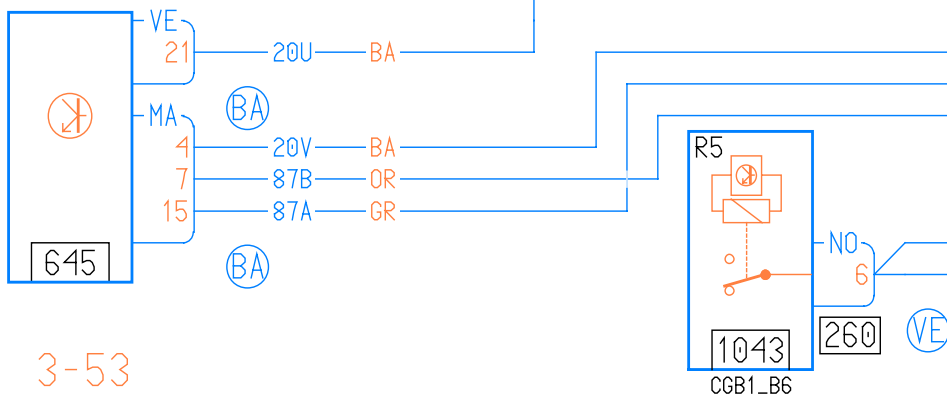 VE
21 20U BA
BA
MA
4 20V BA
7 87B OR
15 87A GR
645
BA
3-53
R5
NO
6
1043
260
VE
CGB1_B6